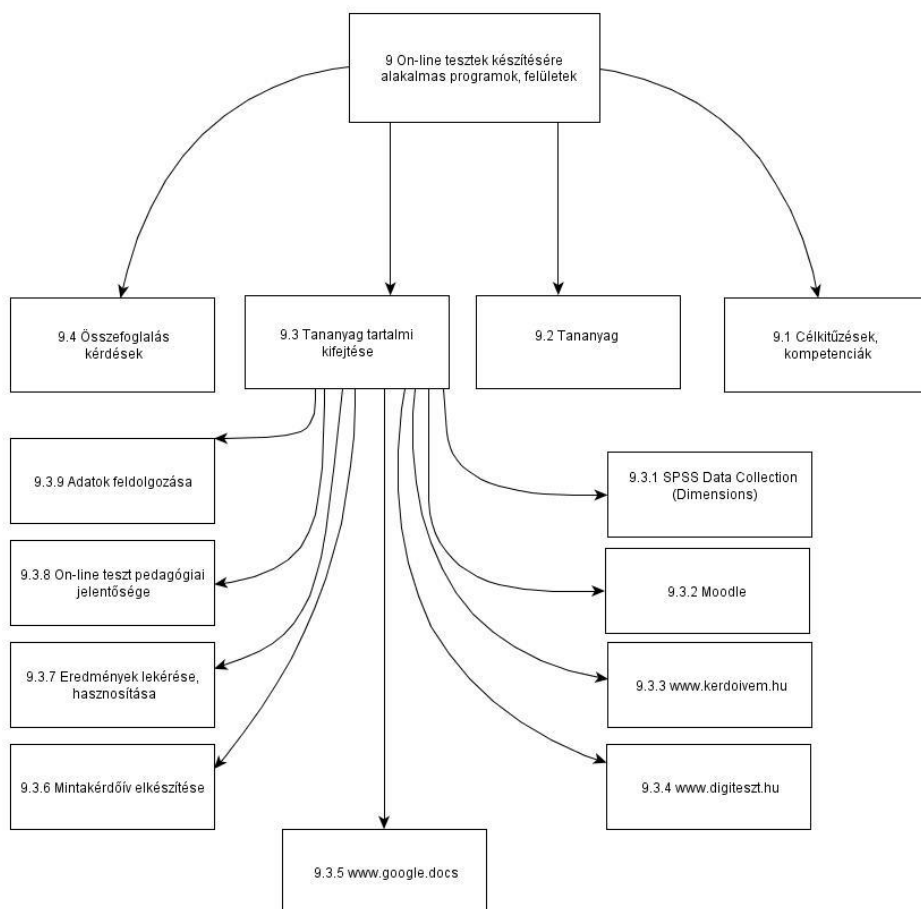 9 On-line tesztek készítésére
alakalmas programok, felületek
9.4 Összefoglalás
kérdések
9.3 Tananyag tartalmi
kifejtése
9.2 Tananyag
9.1 Célkitűzések,
kompetenciák
9.3.9 Adatok feldolgozása
9.3.1 SPSS Data Collection
(Dimensions)
9.3.8 On-line teszt pedagógiai
jelentősége
9.3.2 Moodle
9.3.7 Eredmények lekérése,
hasznosítása
9.3.3 www.kerdoivem.hu
9.3.6 Mintakérdőív elkészítése
9.3.4 www.digiteszt.hu
9.3.5 www.google.docs